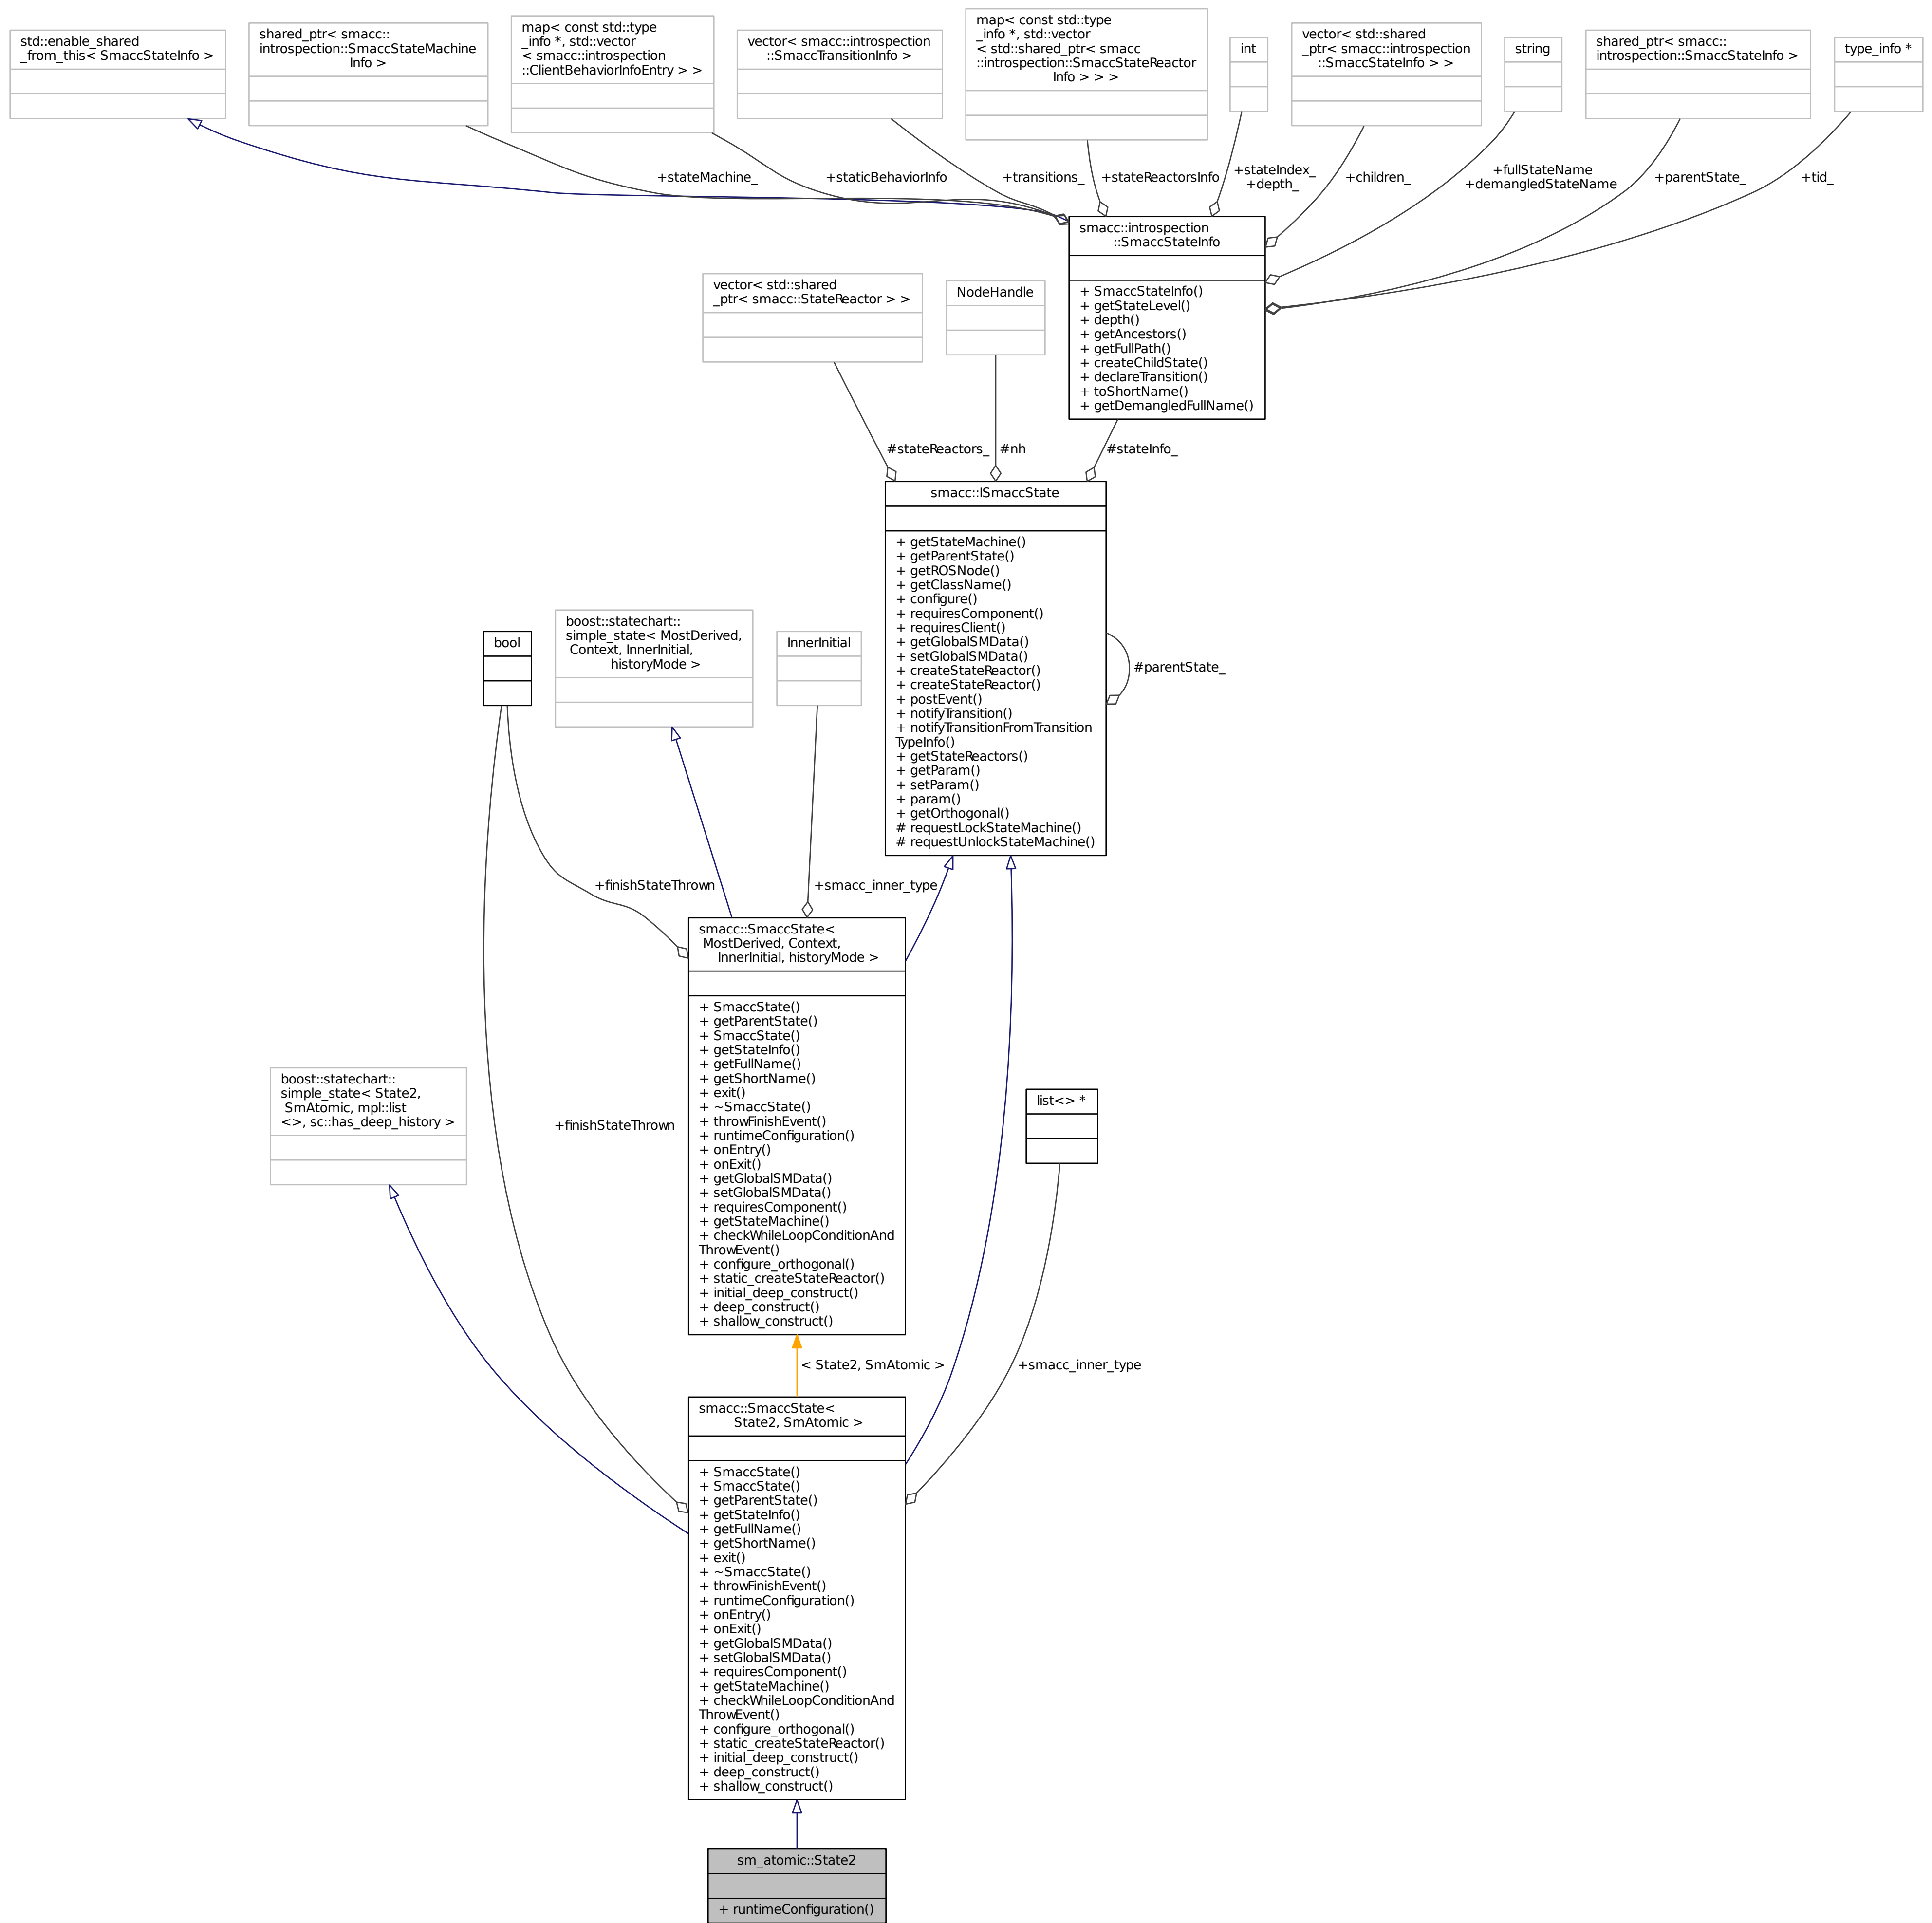 std::enable_shared
_from_this< SmaccStateInfo >
shared_ptr< smacc::
introspection::SmaccStateMachine
Info >
map< const std::type
_info *, std::vector
< smacc::introspection
::ClientBehaviorInfoEntry > >
vector< smacc::introspection
::SmaccTransitionInfo >
map< const std::type
_info *, std::vector
< std::shared_ptr< smacc
::introspection::SmaccStateReactor
Info > > >
int
vector< std::shared
_ptr< smacc::introspection
::SmaccStateInfo > >
string
shared_ptr< smacc::
introspection::SmaccStateInfo >
type_info *
+stateMachine_
+staticBehaviorInfo
+transitions_
+stateReactorsInfo
+stateIndex_
+depth_
+children_
+fullStateName
+demangledStateName
+parentState_
+tid_
smacc::introspection
::SmaccStateInfo
+ SmaccStateInfo()
+ getStateLevel()
+ depth()
+ getAncestors()
+ getFullPath()
+ createChildState()
+ declareTransition()
+ toShortName()
+ getDemangledFullName()
vector< std::shared
_ptr< smacc::StateReactor > >
NodeHandle
#stateReactors_
#nh
#stateInfo_
smacc::ISmaccState
+ getStateMachine()
+ getParentState()
+ getROSNode()
+ getClassName()
+ configure()
+ requiresComponent()
+ requiresClient()
+ getGlobalSMData()
+ setGlobalSMData()
+ createStateReactor()
+ createStateReactor()
+ postEvent()
+ notifyTransition()
+ notifyTransitionFromTransition
TypeInfo()
+ getStateReactors()
+ getParam()
+ setParam()
+ param()
+ getOrthogonal()
# requestLockStateMachine()
# requestUnlockStateMachine()
#parentState_
bool
boost::statechart::
simple_state< MostDerived,
Context, InnerInitial,
historyMode >
InnerInitial
+finishStateThrown
+smacc_inner_type
smacc::SmaccState<
MostDerived, Context,
InnerInitial, historyMode >
+ SmaccState()
+ getParentState()
+ SmaccState()
+ getStateInfo()
+ getFullName()
+ getShortName()
+ exit()
+ ~SmaccState()
+ throwFinishEvent()
+ runtimeConfiguration()
+ onEntry()
+ onExit()
+ getGlobalSMData()
+ setGlobalSMData()
+ requiresComponent()
+ getStateMachine()
+ checkWhileLoopConditionAnd
ThrowEvent()
+ configure_orthogonal()
+ static_createStateReactor()
+ initial_deep_construct()
+ deep_construct()
+ shallow_construct()
boost::statechart::
simple_state< State2,
SmAtomic, mpl::list
<>, sc::has_deep_history >
+finishStateThrown
list<> *
< State2, SmAtomic >
+smacc_inner_type
smacc::SmaccState<
State2, SmAtomic >
+ SmaccState()
+ SmaccState()
+ getParentState()
+ getStateInfo()
+ getFullName()
+ getShortName()
+ exit()
+ ~SmaccState()
+ throwFinishEvent()
+ runtimeConfiguration()
+ onEntry()
+ onExit()
+ getGlobalSMData()
+ setGlobalSMData()
+ requiresComponent()
+ getStateMachine()
+ checkWhileLoopConditionAnd
ThrowEvent()
+ configure_orthogonal()
+ static_createStateReactor()
+ initial_deep_construct()
+ deep_construct()
+ shallow_construct()
sm_atomic::State2
+ runtimeConfiguration()